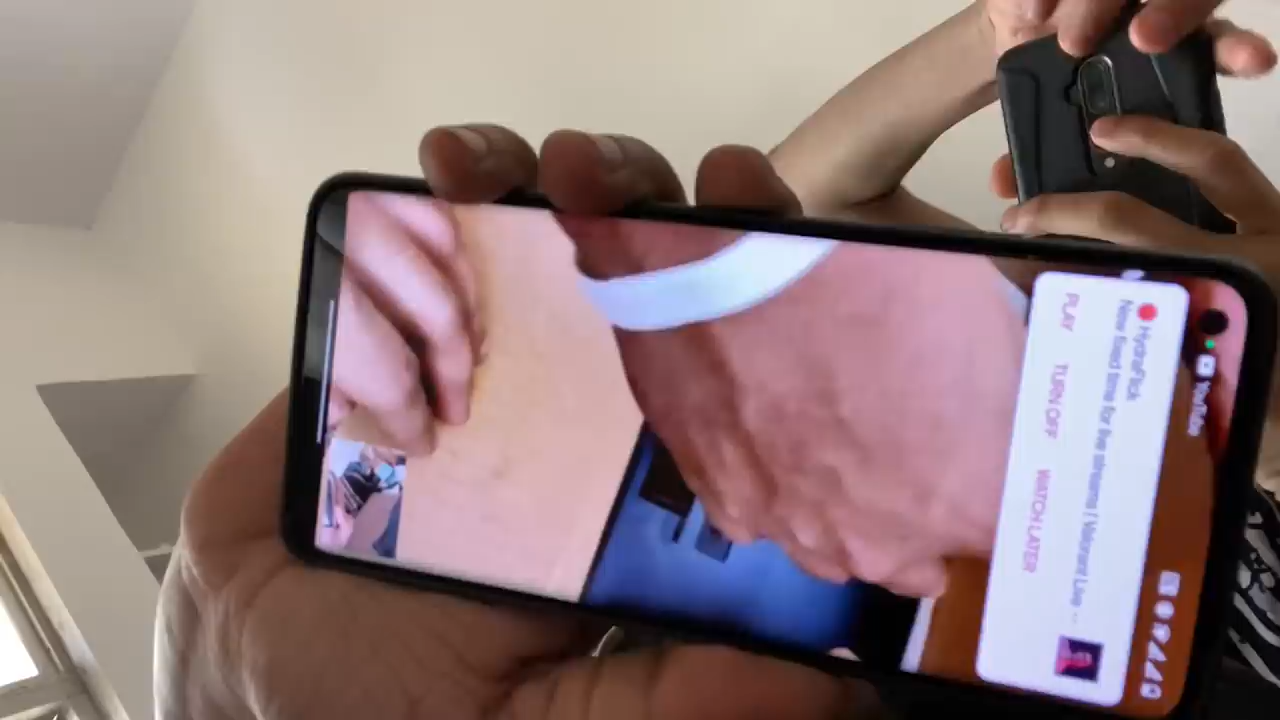 YouTube
HydraFlick
New fixed time for live streams / Valorant Live ...
PLAY TURN OFF WATCH LATER